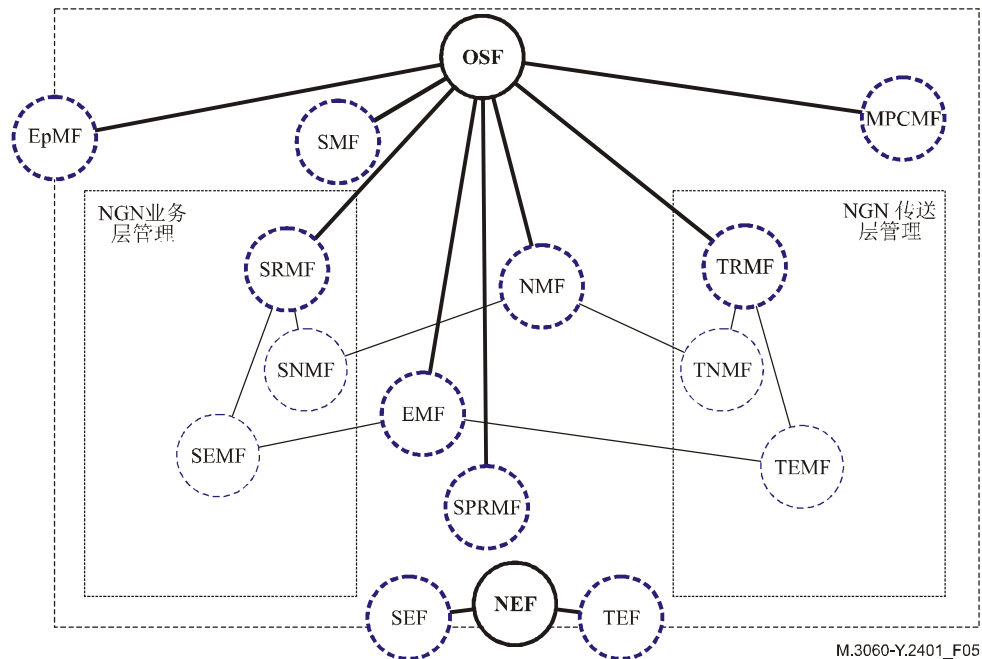 OSF
EpMF
SMF
MPCMF
NGN业务
层管理
NGN 传送
层管理
SRMF
NMF
TRMF
SNMF
TNMF
EMF
SEMF
TEMF
SPRMF
SEF
NEF
TEF
M.3060-Y.2401_F05